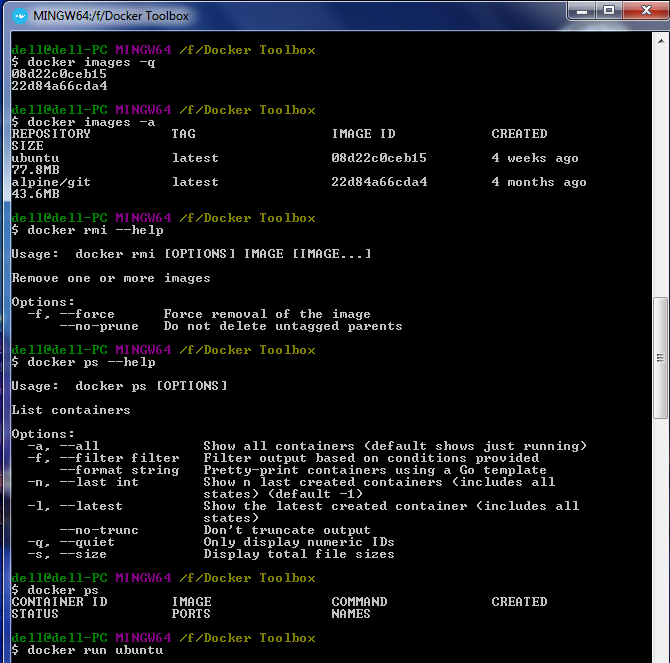 MINGW64:/f/Docker Toolbox
dell@dell-PC MINGW64 /f/Docker Toolbox
$ docker images -q
08d22c0ceb15
22d84a66cda4
dell@dell-PC MINGW64 /f/Docker Toolbox
$ docker images -a
REPOSITORY TAG IMAGE ID CREATED
SIZE
ubuntu latest 08d22c0ceb15 4 weeks ago
77.8MB
alpine/git latest 22d84a66cda4 4 months ago
43.6MB
dell@dell-PC MINGW64 /f/Docker Toolbox
$ docker rmi --help
Usage: docker rmi [OPTIONS] IMAGE [IMAGE...]
Remove one or more images
Options:
-f, --force Force removal of the image
--no-prune Do not delete untagged parents
dell@dell-PC MINGW64 /f/Docker Toolbox
$ docker ps --help
Usage: docker ps [OPTIONS]
List containers
Options:
-a, --all Show all containers (default shows just running)
-f, --filter filter Filter output based on conditions provided
--format string Pretty-print containers using a Go template
-n, --last int Show n last created containers (includes all
states) (default -1)
-l, --latest Show the latest created container (includes all
states)
--no-trunc Don't truncate output
-q, --quiet Only display numeric IDs
-s, --size Display total file sizes
dell@dell-PC MINGW64 /f/Docker Toolbox
$ docker ps
CONTAINER ID IMAGE COMMAND CREATED
STATUS PORTS NAMES
dell@dell-PC MINGW64 /f/Docker Toolbox
$ docker run ubuntu